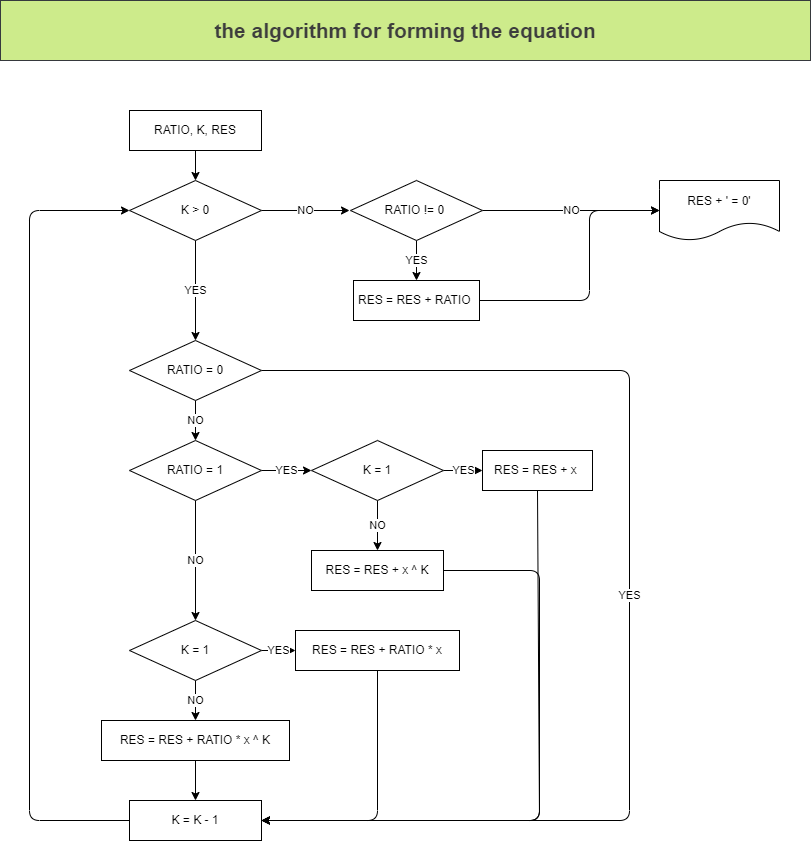 the algorithm for forming the equation
RATIO, K, RES
K > 0
NO
RATIO != 0
NO
RES + ' = 0'
YES
RES = RES + RATIO
YES
RATIO = 0
NO
RATIO = 1
YES
K = 1
YES
RES = RES + x
NO
RES = RES + x ^ K
NO
YES
K = 1
YES
RES = RES + RATIO * x
NO
RES = RES + RATIO * x ^ K
K = K - 1